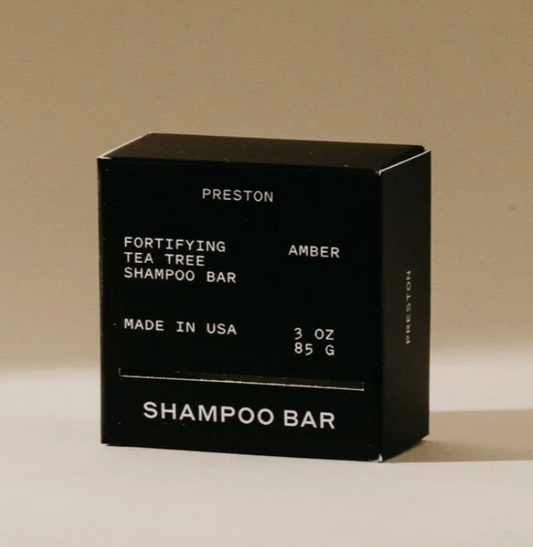 PRESTON
FORTIFYING
TEA TREE
SHAMPOO BAR
AMBER
MADE IN USA
3 OZ
85 G
SHAMPOO BAR
PRESTON